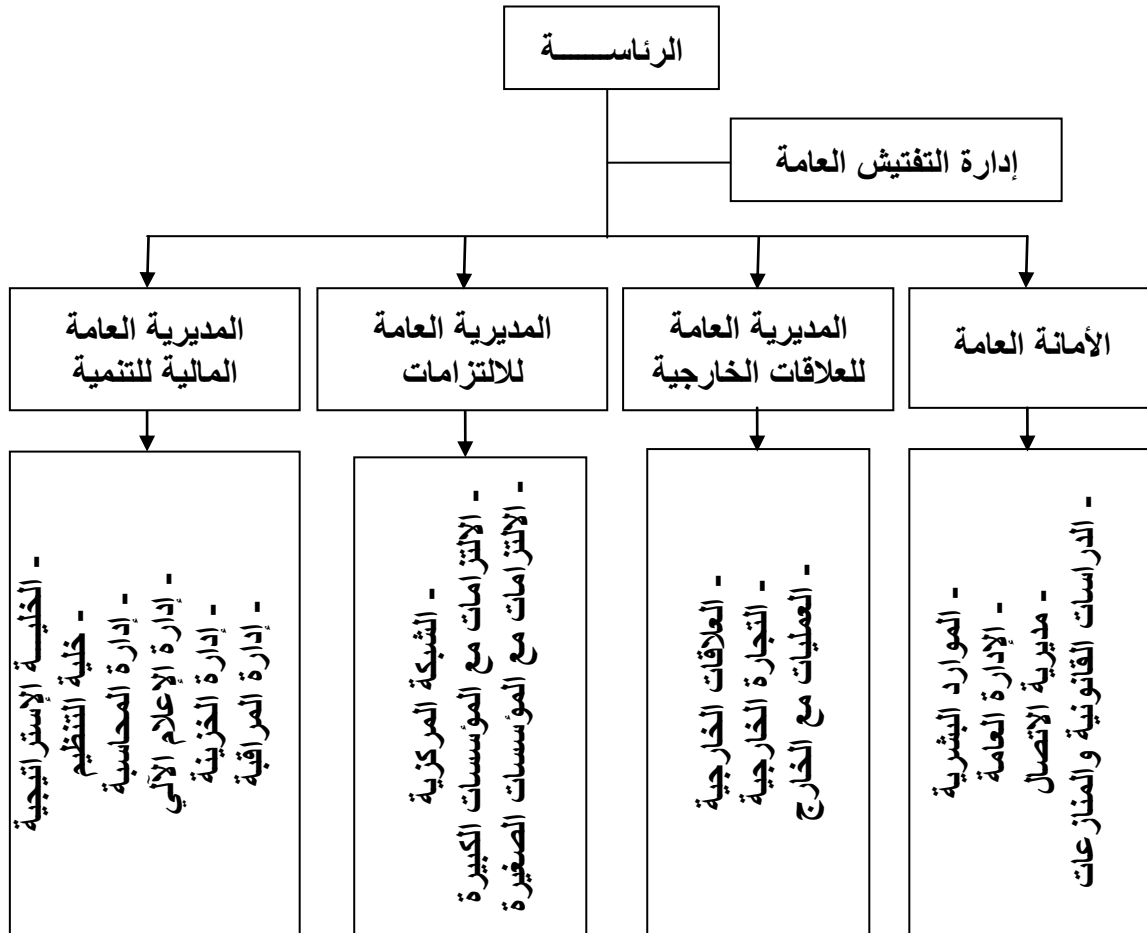 الرئاســـــــة
إدارة التفتيش العامة
الأمانة العامة
المديرية العامة
للعلاقات الخارجية
المديرية العامة
للالتزامات
المديرية العامة
المالية للتنمية
- الموارد البشرية
- الإدارة العامة
- مديرية الاتصال
- الدراسات القانونية والمنازعات
- العلاقات الخارجية
- التجارة الخارجية
- العمليات مع الخارج
- الشبكة المركزية
- الالتزامات مع المؤسسات الكبيرة
- الالتزامات مع المؤسسات الصغيرة
- الخليـــة الإستراتيجية
- خلية التنظيم
- إدارة المحاسبة
- إدارة الإعلام الآلي
- إدارة الخزينة
- إدارة المراقبة